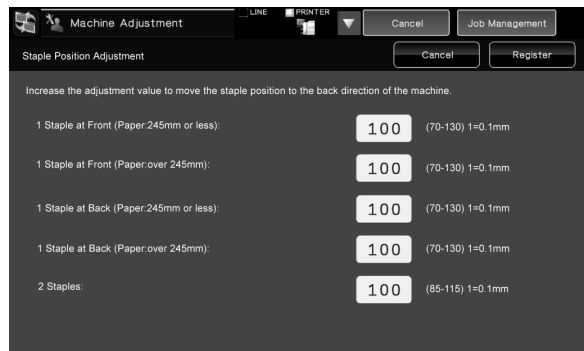 Machine Adjustment
LINE
PRINTER
Cancel
Job Management
Staple Position Adjustment
Cancel
Register
Increase the adjustment value to move the staple position to the back direction of the machine.
1 Staple at Front (Paper:245mm or less):
100
(70-130) 1=0.1mm
1 Staple at Front (Paper:over 245mm):
100
(70-130) 1=0.1mm
1 Staple at Back (Paper:245mm or less):
100
(70-130) 1=0.1mm
1 Staple at Back (Paper:over 245mm):
100
(70-130) 1=0.1mm
2 Staples:
100
(85-115) 1=0.1mm